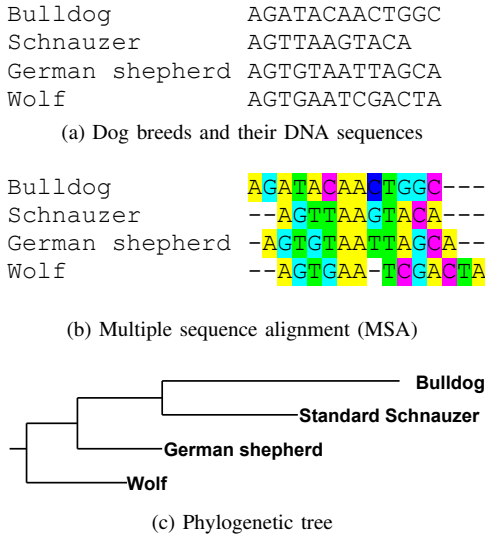 Bulldog AGATACAACTGGC
Schnauzer AGTTAAGTACA
German shepherd AGTGTAATTAGCA
Wolf AGTGAATCGACTA
(a) Dog breeds and their DNA sequences
Bulldog AGATACAACTGGC---
Schnauzer --AGTTAAGTACA---
German shepherd -AGTGTAATTAGCA--
Wolf --AGTGAA-TCGACTA
(b) Multiple sequence alignment (MSA)
Bulldog
Standard Schnauzer
German shepherd
Wolf
(c) Phylogenetic tree